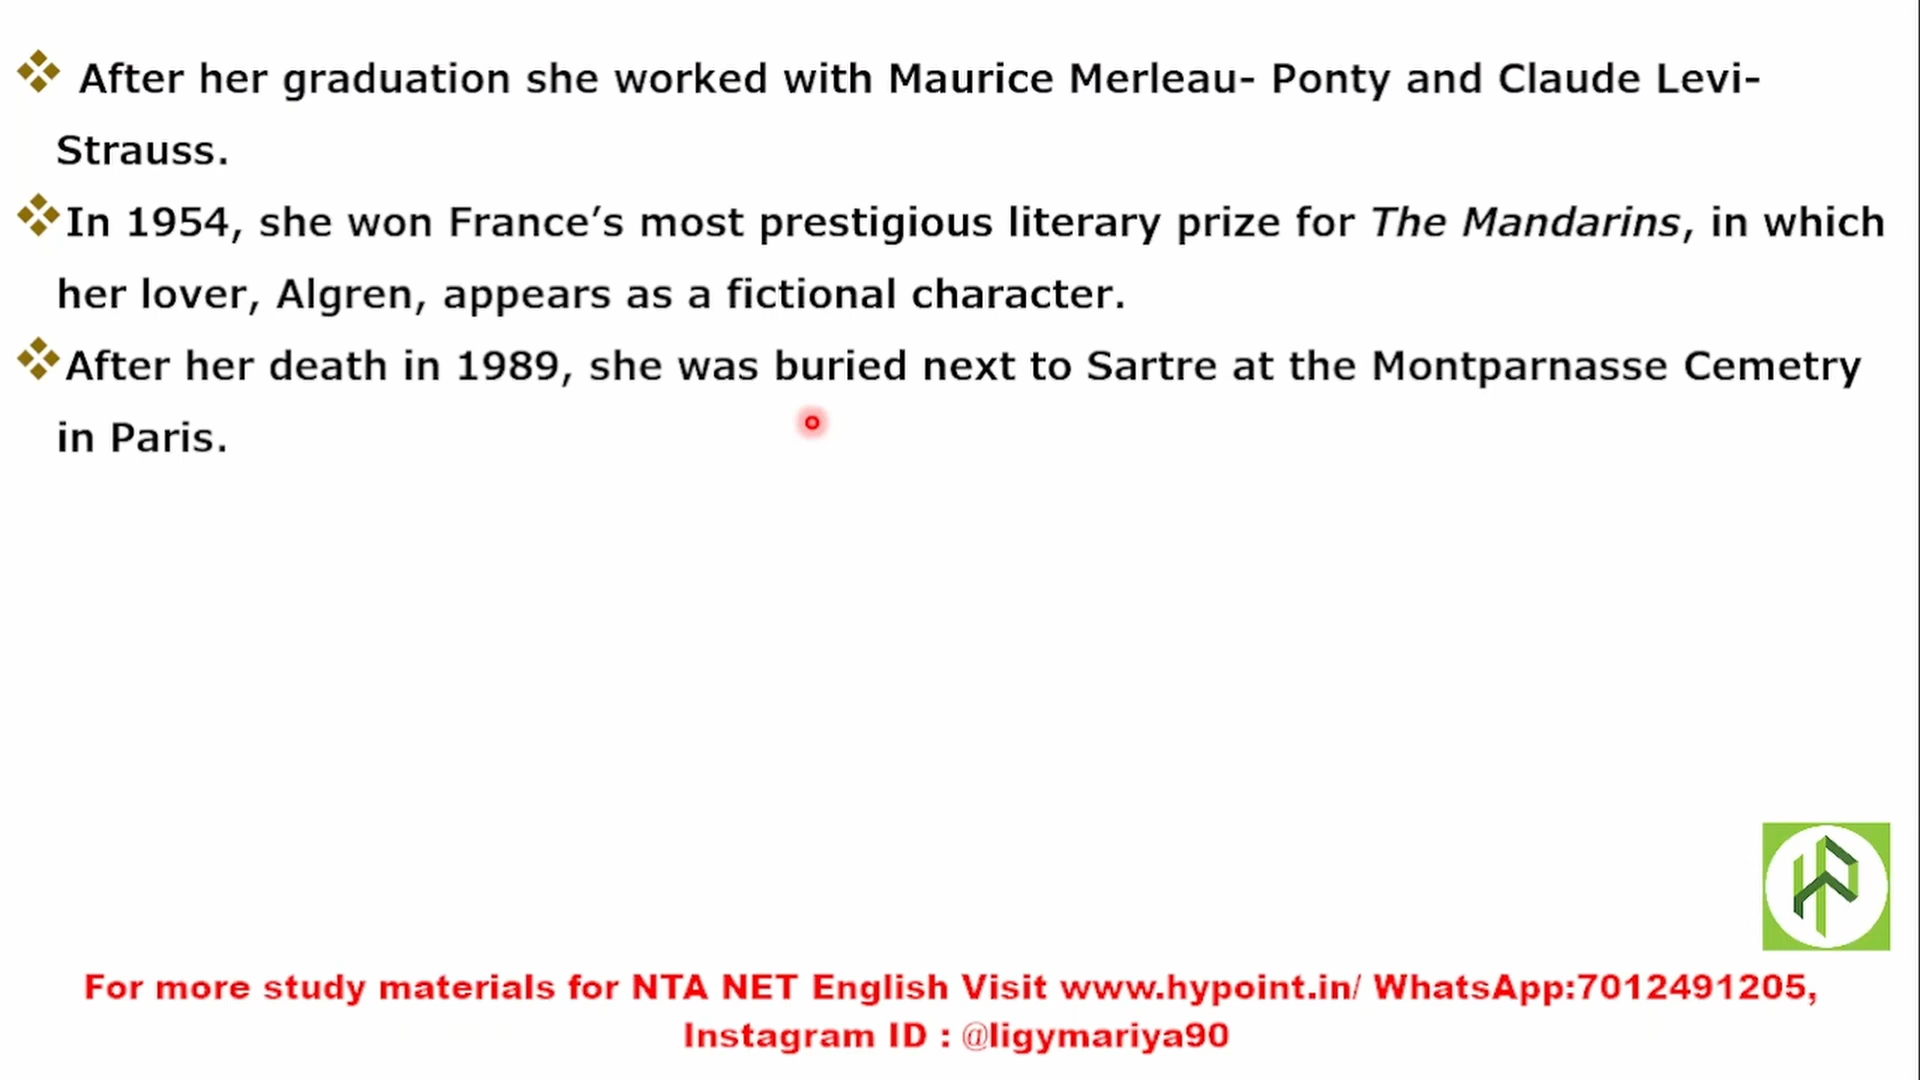 After her graduation she worked with Maurice Merleau- Ponty and Claude Levi-
Strauss.
In 1954, she won France’s most prestigious literary prize for The Mandarins, in which
her lover, Algren, appears as a fictional character.
After her death in 1989, she was buried next to Sartre at the Montparnasse Cemetry
in Paris.
For more study materials for NTA NET English Visit www.hypoint.in/ WhatsApp:7012491205,
Instagram ID : @ligymariya90